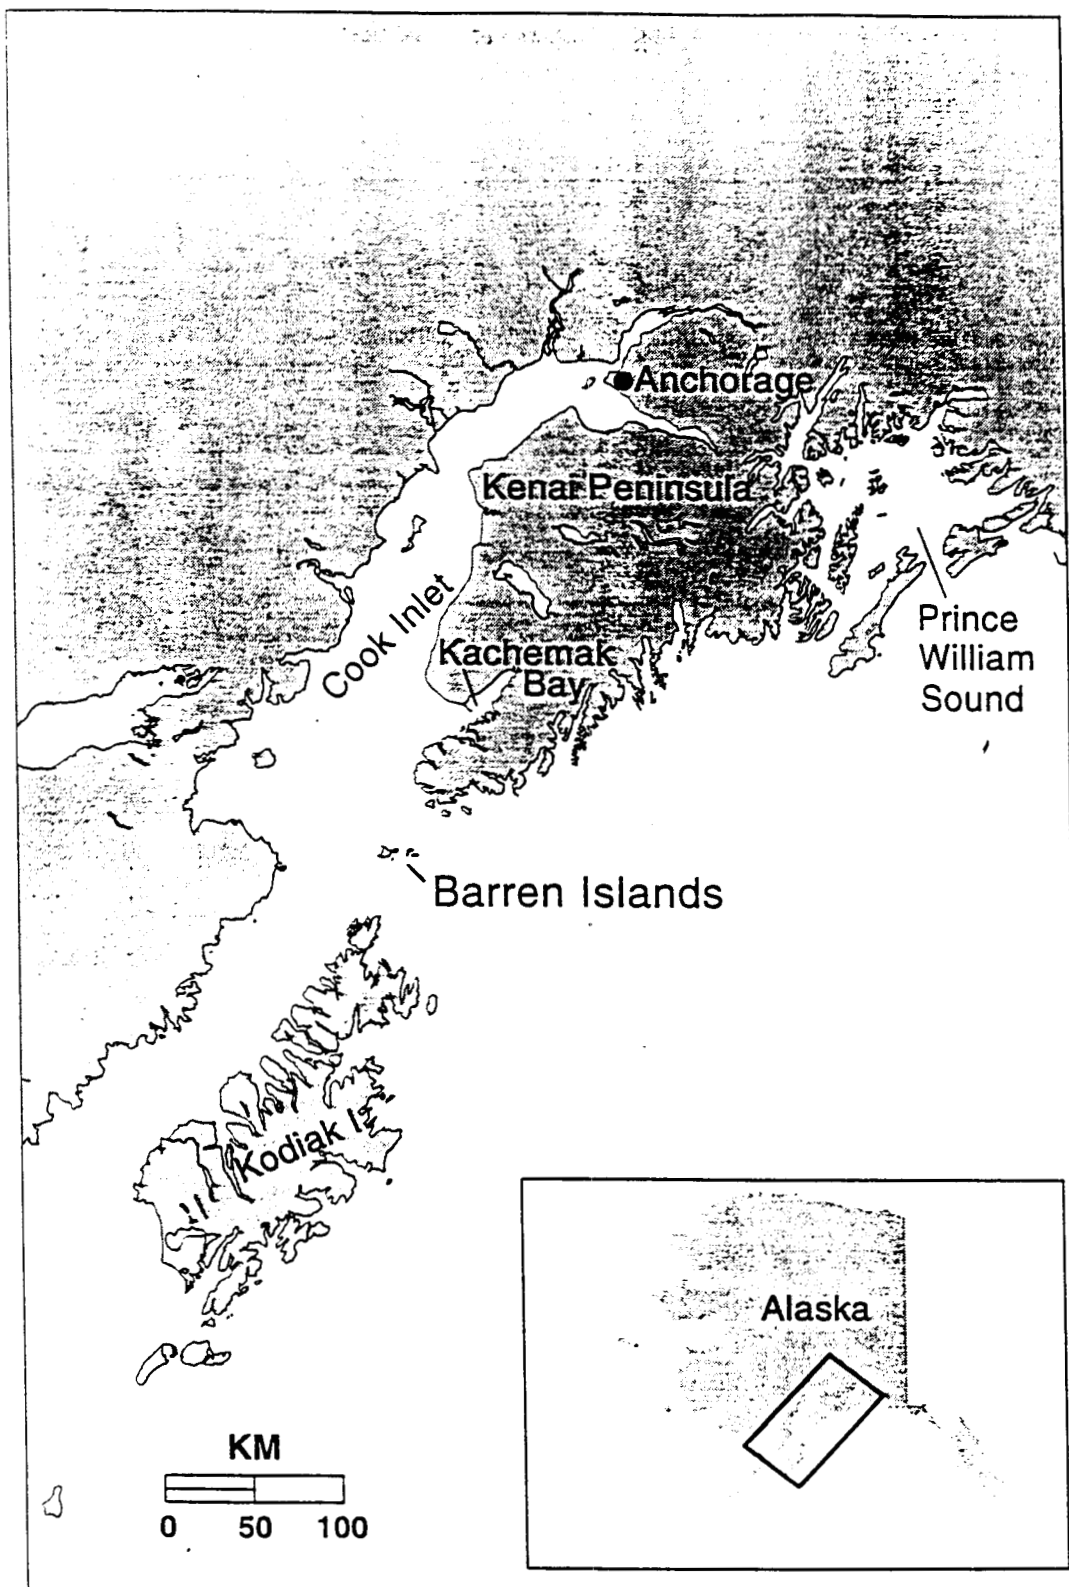 Anchorage
Kenai Peninsula
Cook Inlet
Kachemak
Bay
Prince
William
Sound
Barren Islands
Kodiak I.
Alaska
KM
0 50 100